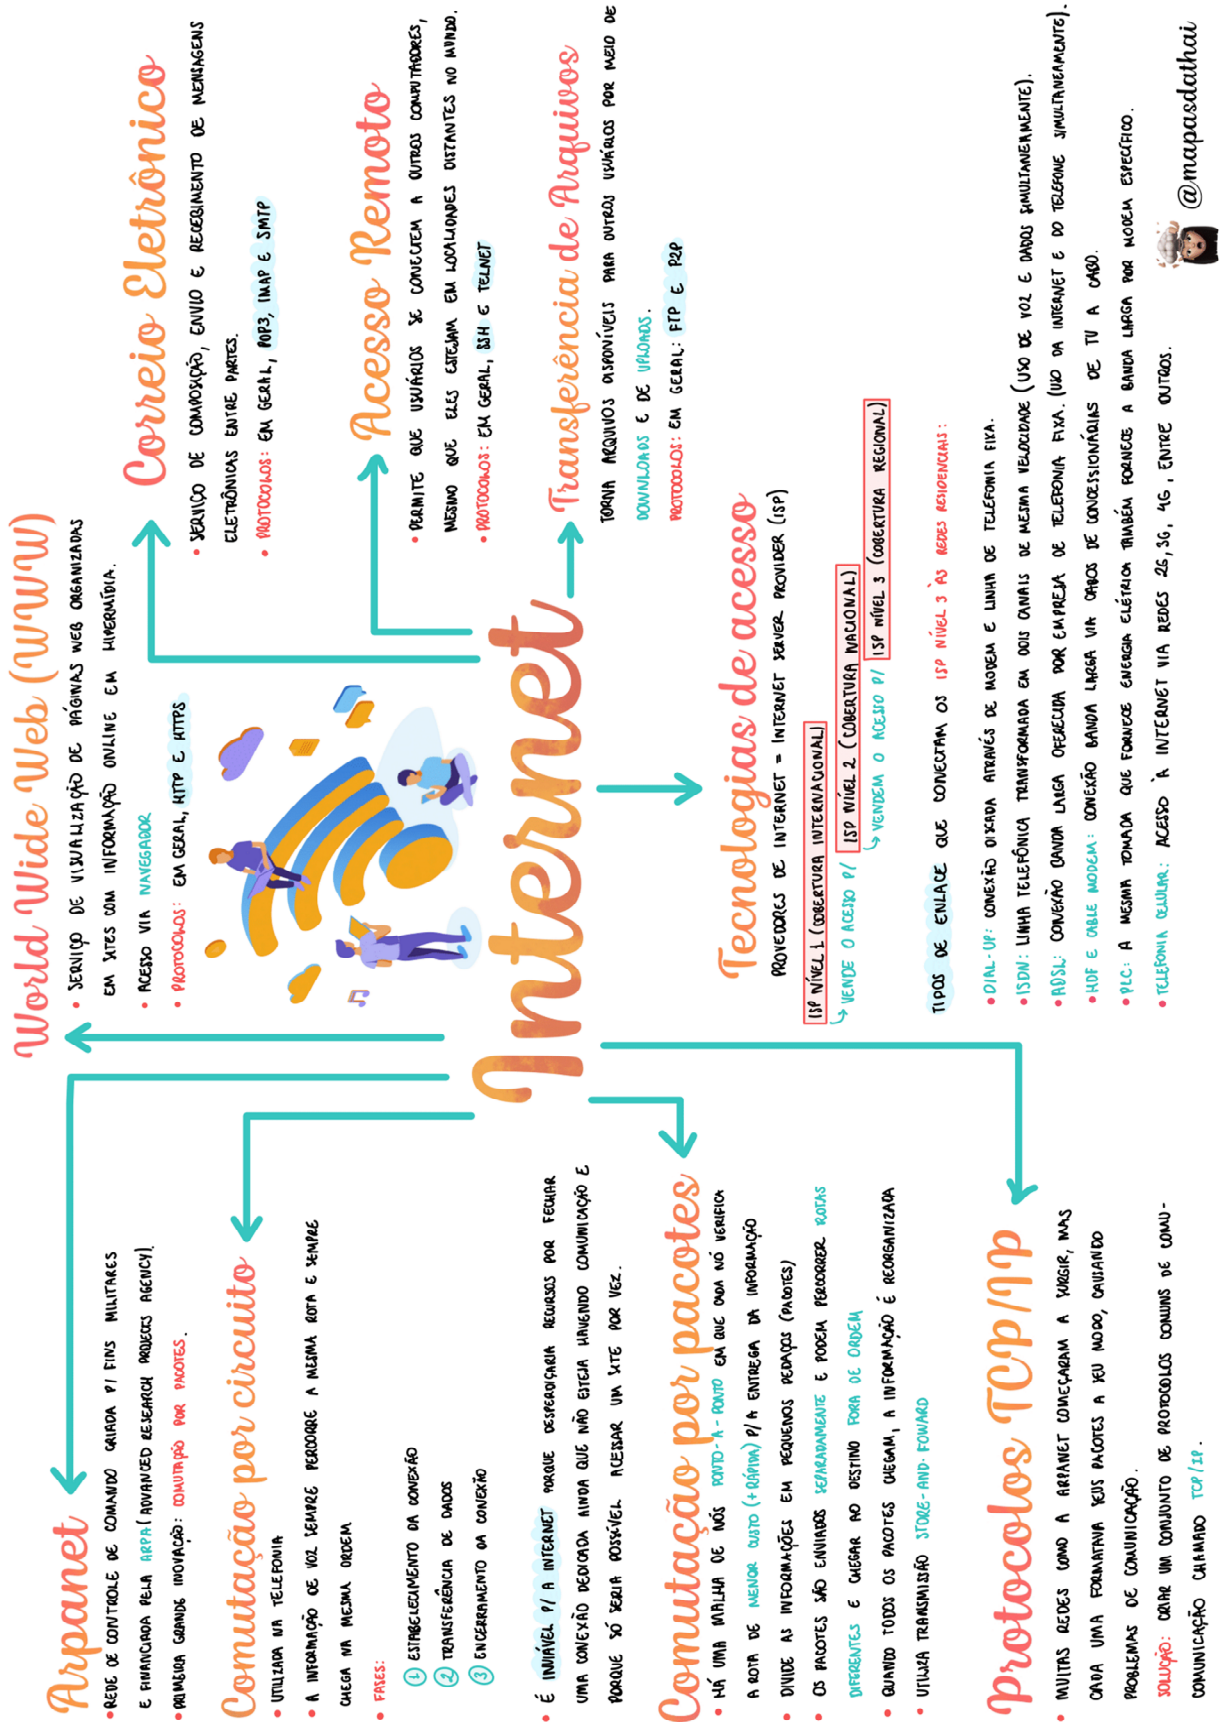 Internet
Arpanet
• REDE DE CONTROLE DE COMANDO CRIADA P/ FINS MILITARES
E FINANCIADA PELA ARPA (ADVANCED RESEARCH PROJECTS AGENCY)
• PRIMEIRA GRANDE INOVAÇÃO: COMUTAÇÃO POR PACOTES.
Comutação por circuito
• UTILIZADA NA TELEFONIA
• A INFORMAÇÃO DE VOZ SEMPRE PERCORRE A MESMA ROTA E SEMPRE
CHEGA NA MESMA ORDEM
• FASES:
1 ESTABELECIMENTO DA CONEXÃO
2 TRANSFERÊNCIA DE DADOS
3 ENCERRAMENTO DA CONEXÃO
• É INVIÁVEL P/ A INTERNET PORQUE DESPERDIÇARIA RECURSOS POR FECHAR
UMA CONEXÃO DEDICADA AINDA QUE NÃO ESTEJA HAVENDO COMUNICAÇÃO E
PORQUE SÓ SERIA POSSÍVEL ACESSAR UM SITE POR VEZ.
Comutação por pacotes
• HÁ UMA MALHA DE NÓS PONTO-A-PONTO EM QUE CADA NÓ VERIFICA
A ROTA DE MENOR CUSTO (+ RÁPIDA) P/ A ENTREGA DA INFORMAÇÃO
• DIVIDE AS INFORMAÇÕES EM PEQUENOS PEDAÇOS (PACOTES)
• OS PACOTES SÃO ENVIADOS SEPARADAMENTE E PODEM PERCORRER ROTAS
DIFERENTES E CHEGAR AO DESTINO FORA DE ORDEM
• QUANDO TODOS OS PACOTES CHEGAM, A INFORMAÇÃO É REORGANIZADA
• UTILIZA TRANSMISSÃO STORE-AND-FOWARD
Protocolos TCP/IP
• MUITAS REDES COMO A ARPANET COMEÇARAM A SURGIR, MAS
CADA UMA FORMATAVA SEUS PACOTES A SEU MODO, CAUSANDO
PROBLEMAS DE COMUNICAÇÃO.
SOLUÇÃO: CRIAR UM CONJUNTO DE PROTOCOLOS COMUNS DE COMU-
COMUNICAÇÃO CHAMADO TCP/IP.
World Wide Web (WWW)
• SERVIÇO DE VISUALIZAÇÃO DE PÁGINAS WEB ORGANIZADAS
EM SITES COM INFORMAÇÃO ONLINE EM HIPERMÍDIA.
• ACESSO VIA NAVEGADOR
• PROTOCOLOS: EM GERAL, HTTP E HTTPS
Correio Eletrônico
• SERVIÇO DE COMPOSIÇÃO, ENVIO E RECEBIMENTO DE MENSAGENS
ELETRÔNICAS ENTRE PARTES.
• PROTOCOLOS: EM GERAL, POP3, IMAP E SMTP
Acesso Remoto
• PERMITE QUE USUÁRIOS SE CONECTEM A OUTROS COMPUTADORES,
MESMO QUE ELES ESTEJAM EM LOCALIDADES DISTANTES NO MUNDO.
• PROTOCOLOS: EM GERAL, SSH E TELNET
Transferência de Arquivos
TORNA ARQUIVOS DISPONÍVEIS PARA OUTROS USUÁRIOS POR MEIO DE
DOWNLOADS E DE UPLOADS.
PROTOCOLOS: EM GERAL: FTP E P2P
Tecnologias de acesso
PROVEDORES DE INTERNET = INTERNET SERVER PROVIDER (ISP)
ISP NÍVEL 1 (COBERTURA INTERNACIONAL)
↳ VENDE O ACESSO P/ ISP NÍVEL 2 (COBERTURA NACIONAL)
↳ VENDEM O ACESSO P/ ISP NÍVEL 3 (COBERTURA REGIONAL)
TIPOS DE ENLACE QUE CONECTAM OS ISP NÍVEL 3 ÀS REDES RESIDENCIAIS:
• DIAL-UP: CONEXÃO DISCADA ATRAVÉS DE MODEM E LINHA DE TELEFONIA FIXA.
• ISDN: LINHA TELEFÔNICA TRANSFORMADA EM DOIS CANAIS DE MESMA VELOCIDADE (USO DE VOZ E DADOS SIMULTANEAMENTE).
• ADSL: CONEXÃO BANDA LARGA OFERECIDA POR EMPRESA DE TELEFONIA FIXA. (USO DA INTERNET E DO TELEFONE SIMULTANEAMENTE).
• HDF E CABLE MODEM: CONEXÃO BANDA LARGA VIA CABOS DE CONCESSIONÁRIAS DE TV A CABO.
• PLC: A MESMA TOMADA QUE FORNECE ENERGIA ELÉTRICA TAMBÉM FORNECE A BANDA LARGA POR MODEM ESPECÍFICO.
• TELEFONIA CELULAR: ACESSO À INTERNET VIA REDES 2G, 3G, 4G, ENTRE OUTROS.
@mapasdathai